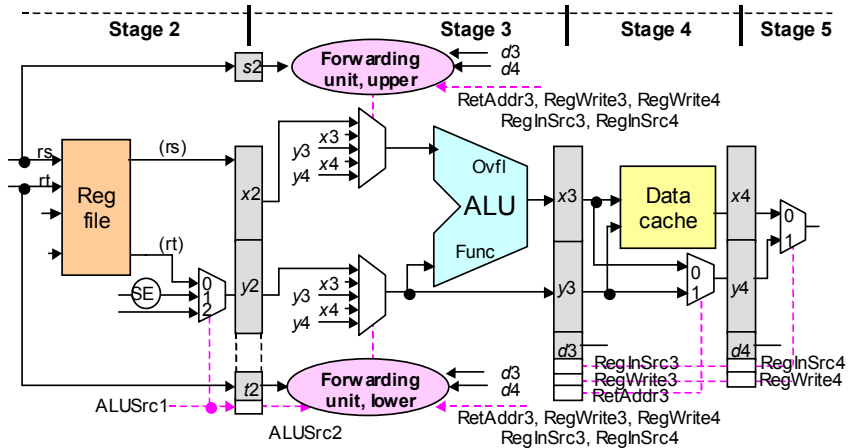 Stage 2
Stage 3
Stage 4
Stage 5
s2
Forwarding
unit, upper
d3
d4
RetAddr3, RegWrite3, RegWrite4
RegInSrc3, RegInSrc4
rs
rt
Reg
file
(rs)
(rt)
SE
0
1
2
x2
y2
x3
y3
x4
y4
x3
y3
x4
y4
Ovfl
ALU
Func
x3
y3
Data
cache
0
1
x4
y4
0
1
d3
d4
RegInSrc3
RegWrite3
RetAddr3
RegInSrc4
RegWrite4
t2
Forwarding
unit, lower
d3
d4
ALUSrc1
ALUSrc2
RetAddr3, RegWrite3, RegWrite4
RegInSrc3, RegInSrc4